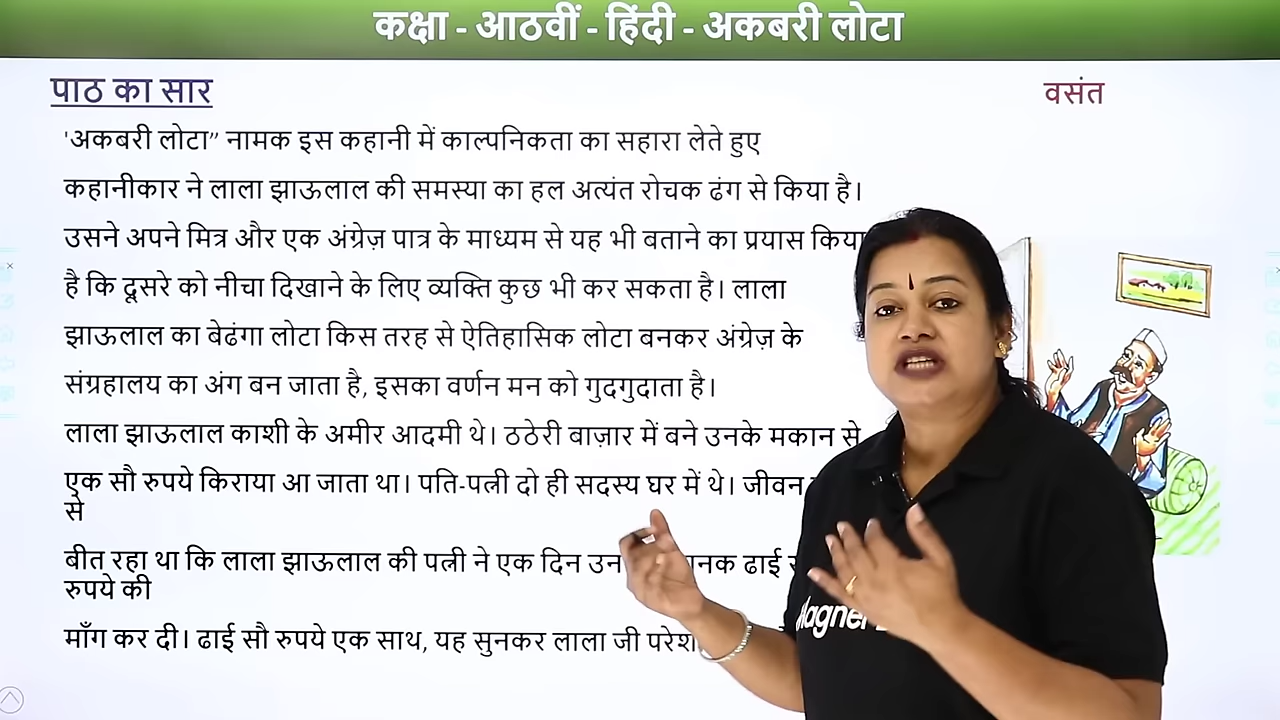 कक्षा - आठवीं - हिंदी - अकबरी लोटा
पाठ का सार
वसंत
'अकबरी लोटा” नामक इस कहानी में काल्पनिकता का सहारा लेते हुए
कहानीकार ने लाला झाऊलाल की समस्या का हल अत्यंत रोचक ढंग से किया है।
उसने अपने मित्र और एक अंग्रेज़ पात्र के माध्यम से यह भी बताने का प्रयास किया
है कि दूसरे को नीचा दिखाने के लिए व्यक्ति कुछ भी कर सकता है। लाला
झाऊलाल का बेढंगा लोटा किस तरह से ऐतिहासिक लोटा बनकर अंग्रेज़ के
संग्रहालय का अंग बन जाता है, इसका वर्णन मन को गुदगुदाता है।
लाला झाऊलाल काशी के अमीर आदमी थे। ठठेरी बाज़ार में बने उनके मकान से
एक सौ रुपये किराया आ जाता था। पति-पत्नी दो ही सदस्य घर में थे। जीवन
से
बीत रहा था कि लाला झाऊलाल की पत्नी ने एक दिन ढाई
रुपये की
माँग कर दी। ढाई सौ रुपये एक साथ, यह सुनकर लाला जी